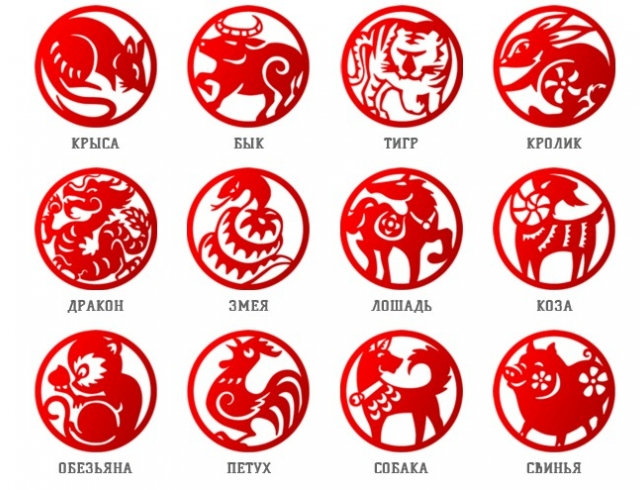 КРЫСА БЫК ТИГР КРОЛИК
ДРАКОН ЗМЕЯ ЛОШАДЬ КОЗА
ОБЕЗЬЯНА ПЕТУХ СОБАКА СВИНЬЯ